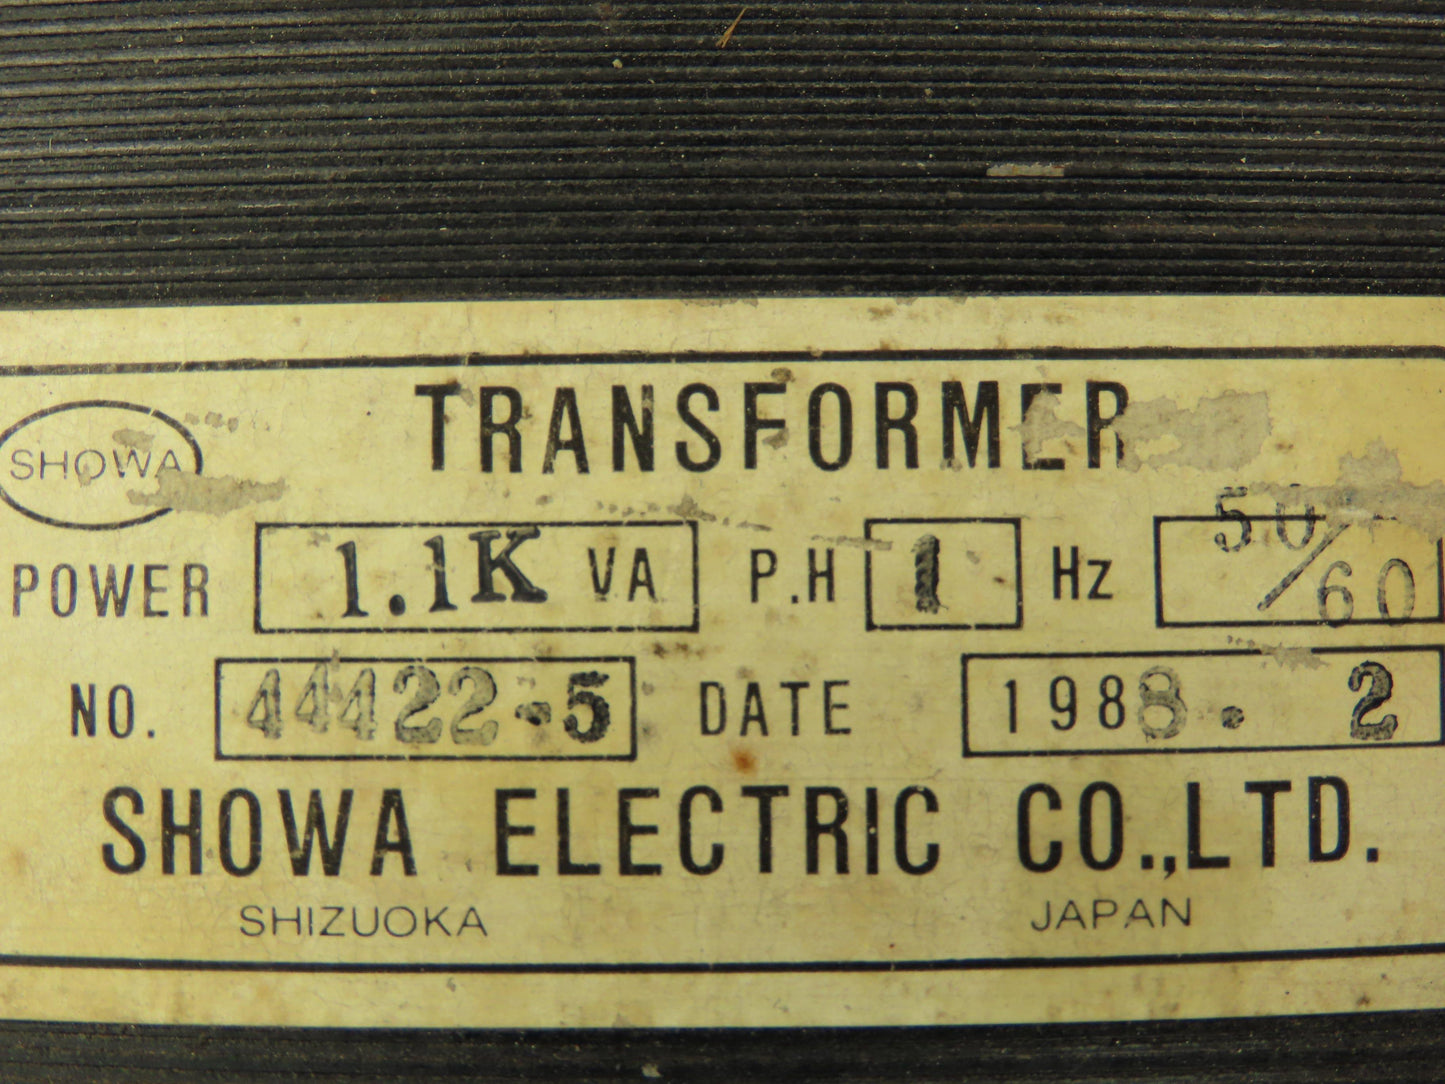 TRANSFORMER
SHOWA
POWER 1.1K VA P.H 1 Hz 50/60
NO. 44422-5 DATE 1988. 2
SHOWA ELECTRIC CO.,LTD.
SHIZUOKA JAPAN